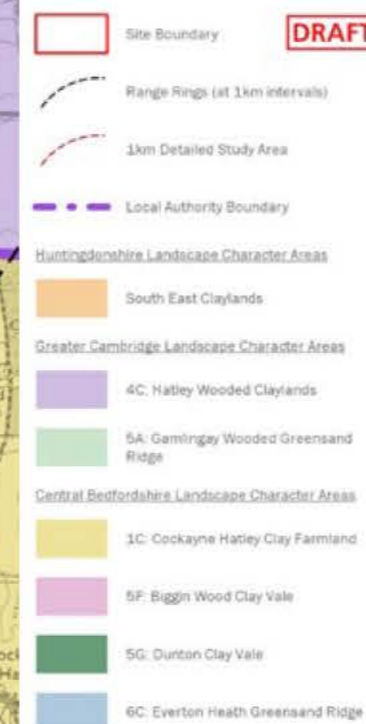 Site Boundary
DRAFT
Range Rings (at 1km intervals)
1km Detailed Study Area
Local Authority Boundary
Huntingdonshire Landscape Character Areas
South East Claylands
Greater Cambridge Landscape Character Areas
4C: Hatley Wooded Claylands
5A: Gamlingay Wooded Greensand
Ridge
Central Bedfordshire Landscape Character Areas
1C: Cockayne Hatley Clay Farmland
5F: Biggin Wood Clay Vale
5G: Dunton Clay Vale
6C: Everton Heath Greensand Ridge